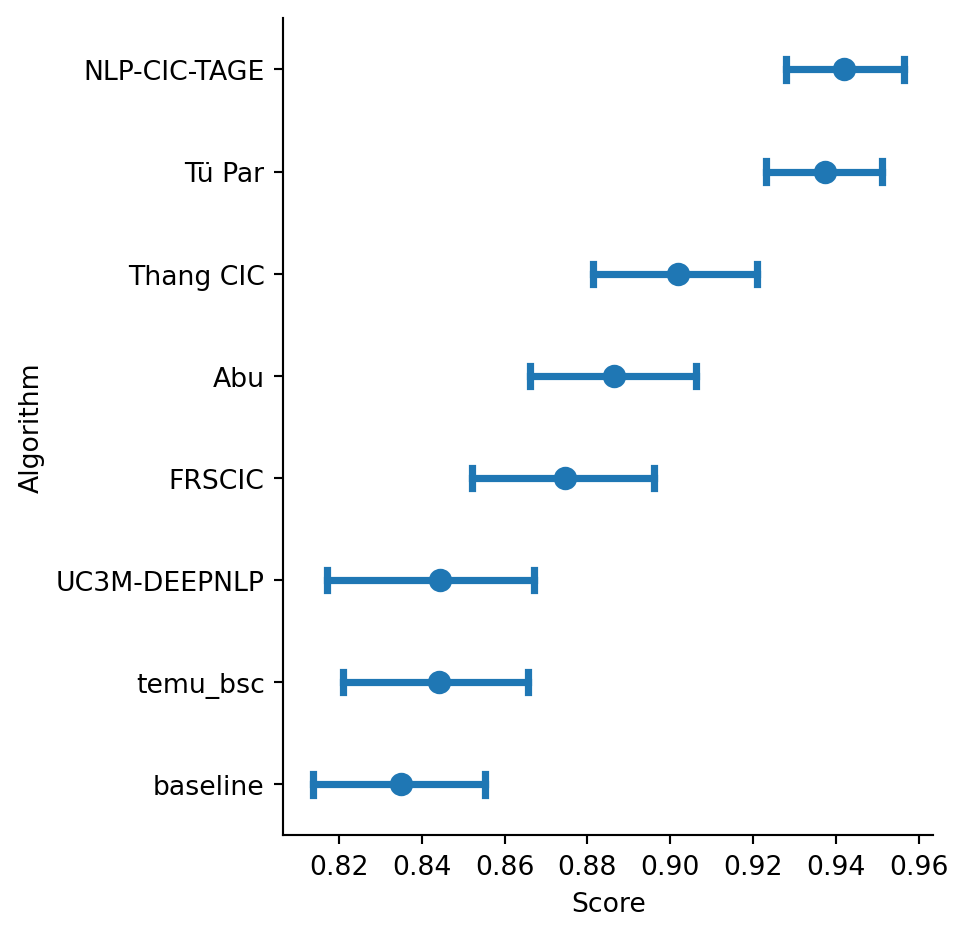 NLP-CIC-TAGE
Tü Par
Thang CIC
Abu
FRSCIC
UC3M-DEEPNLP
temu_bsc
baseline
Algorithm
0.82 0.84 0.86 0.88 0.90 0.92 0.94 0.96
Score